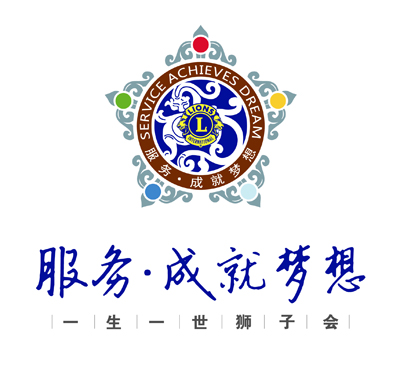 SERVICE ACHIEVES DREAM
LIONS
L
INTERNATIONAL
服务·成就梦想
服务·成就梦想
一生一世狮子会